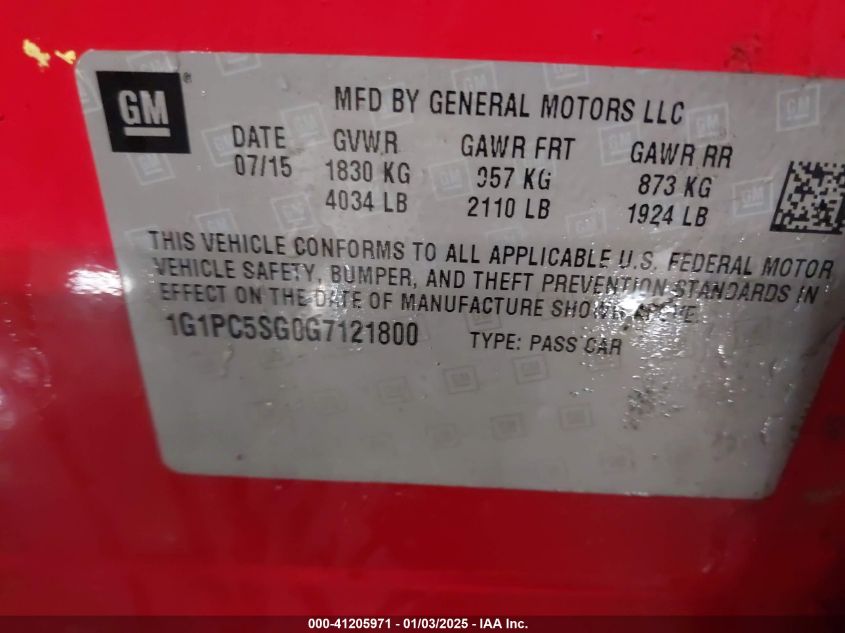 GM ®
MFD BY GENERAL MOTORS LLC
DATE GVWR GAWR FRT GAWR RR
07/15 1830 KG 957 KG 873 KG
4034 LB 2110 LB 1924 LB
THIS VEHICLE CONFORMS TO ALL APPLICABLE U.S. FEDERAL MOTOR
VEHICLE SAFETY, BUMPER, AND THEFT PREVENTION STANDARDS IN
EFFECT ON THE DATE OF MANUFACTURE SHOWN ABOVE.
1G1PC5SG0G7121800 TYPE: PASS CAR
000-41205971 - 01/03/2025 - IAA Inc.